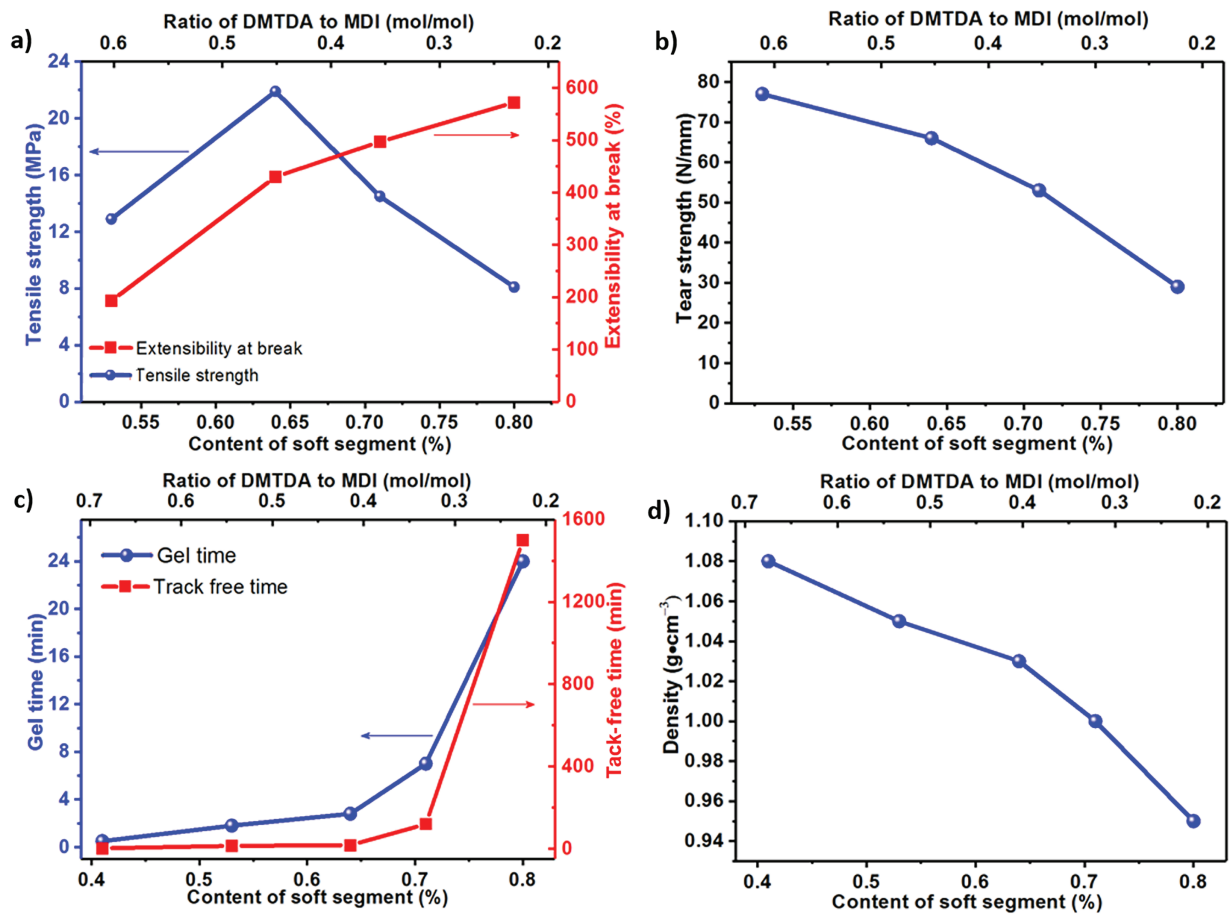 a)
Ratio of DMTDA to MDI (mol/mol)
0.6 0.5 0.4 0.3 0.2
Tensile strength (MPa)
24
20
16
12
8
4
0
600
500
400
300
200
100
0
Extensibility at break (%)
Extensibility at break
Tensile strength
0.55 0.60 0.65 0.70 0.75 0.80
Content of soft segment (%)
b)
Ratio of DMTDA to MDI (mol/mol)
0.6 0.5 0.4 0.3 0.2
Tear strength (N/mm)
80
70
60
50
40
30
20
10
0
0.55 0.60 0.65 0.70 0.75 0.80
Content of soft segment (%)
c)
Ratio of DMTDA to MDI (mol/mol)
0.7 0.6 0.5 0.4 0.3 0.2
Gel time (min)
24
20
16
12
8
4
0
1600
1200
800
400
0
Tack-free time (min)
Gel time
Track free time
0.4 0.5 0.6 0.7 0.8
Content of soft segment (%)
d)
Ratio of DMTDA to MDI (mol/mol)
0.7 0.6 0.5 0.4 0.3 0.2
Density (g•cm⁻³)
1.10
1.08
1.06
1.04
1.02
1.00
0.96
0.94
0.4 0.5 0.6 0.7 0.8
Content of soft segment (%)